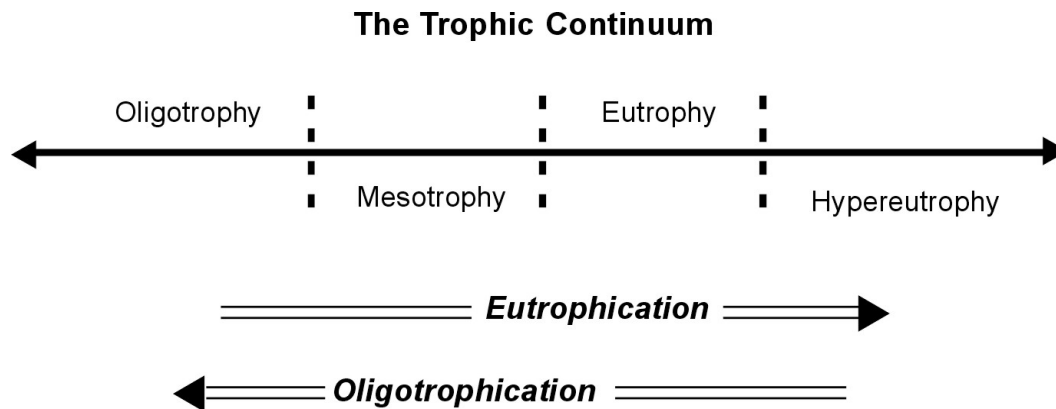 The Trophic Continuum
Oligotrophy
Eutrophy
Mesotrophy
Hypereutrophy
Eutrophication
Oligotrophication